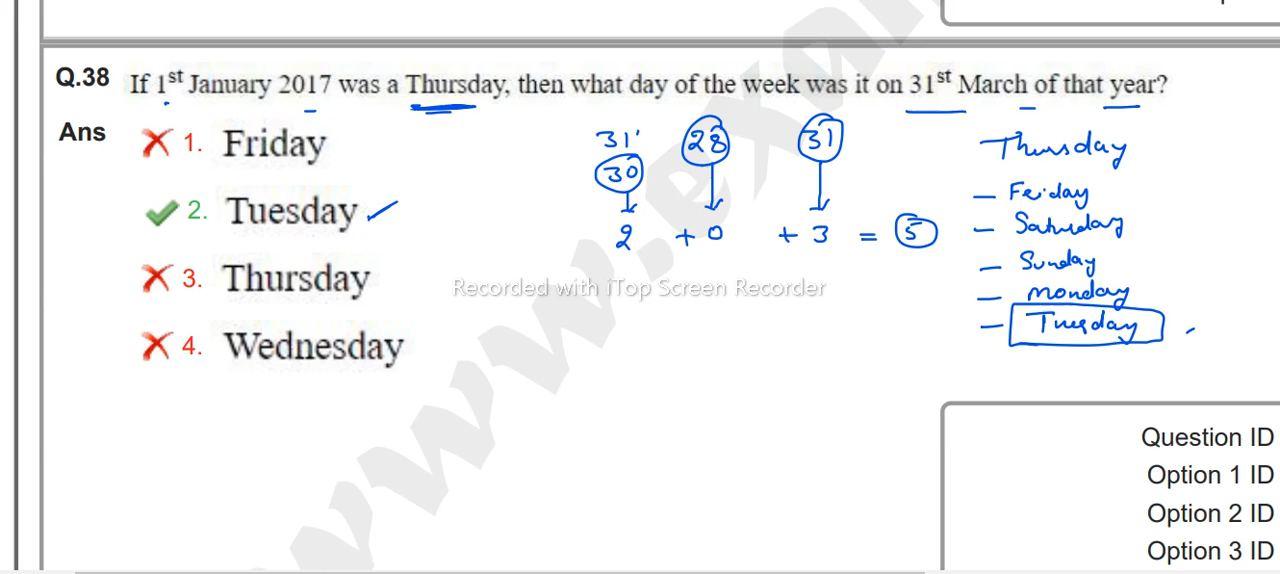 Q.38 If 1st January 2017 was a Thursday, then what day of the week was it on 31st March of that year?
Ans
1. Friday
2. Tuesday
3. Thursday
4. Wednesday
31 28 31
30
2 + 0 + 3 = 5
Thursday
– Friday
– Saturday
– Sunday
– monday
– Tuesday
Recorded with iTop Screen Recorder
www.exam
Question ID
Option 1 ID
Option 2 ID
Option 3 ID